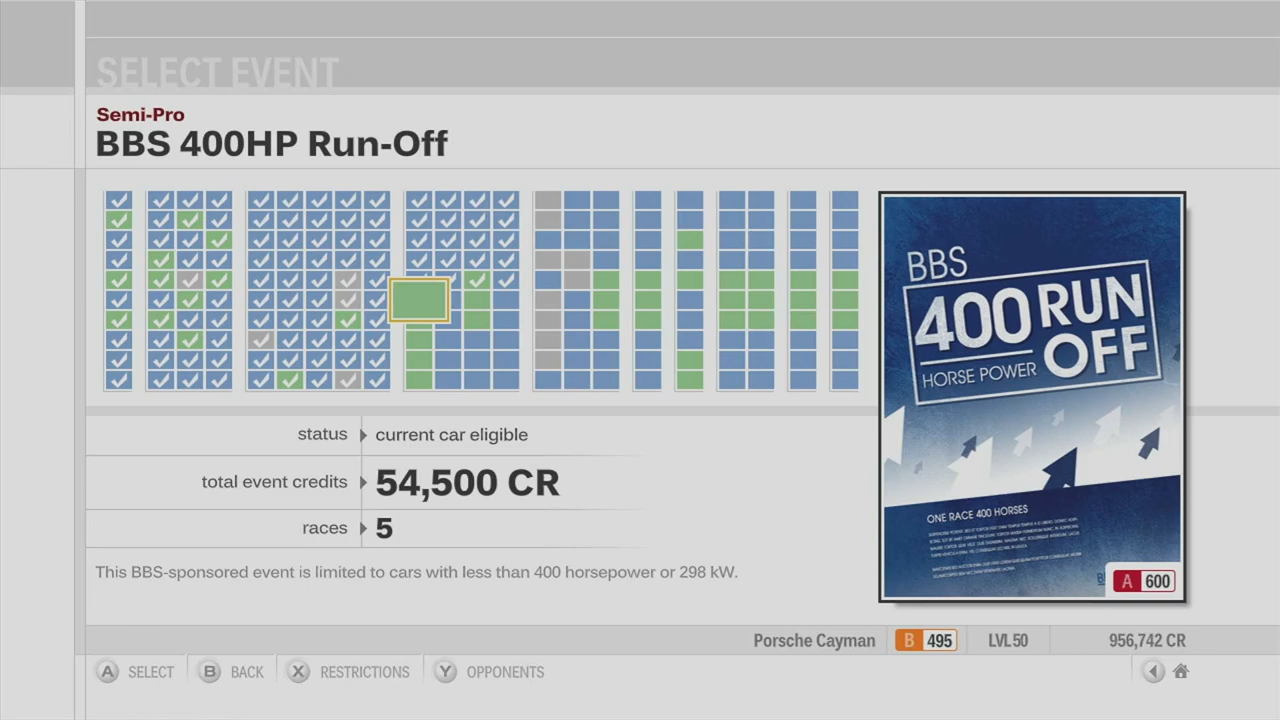 SELECT EVENT
Semi-Pro
BBS 400HP Run-Off
BBS
400 RUN
HORSE POWER OFF
ONE RACE 400 HORSES
A 600
status current car eligible
total event credits 54,500 CR
races 5
This BBS-sponsored event is limited to cars with less than 400 horsepower or 298 kW.
Porsche Cayman B 495 LVL50 956,742 CR
A SELECT B BACK X RESTRICTIONS Y OPPONENTS